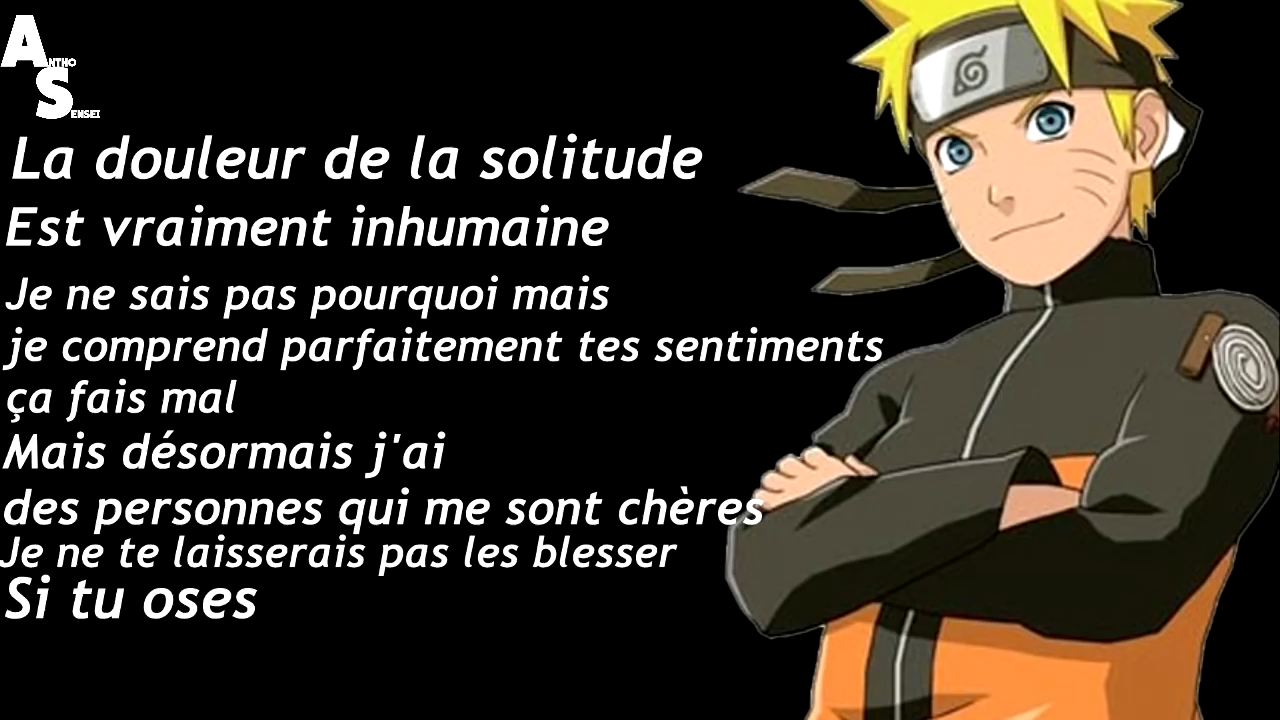 ANTHO
SENSEI
La douleur de la solitude
Est vraiment inhumaine
Je ne sais pas pourquoi mais
je comprend parfaitement tes sentiments
ça fais mal
Mais désormais j'ai
des personnes qui me sont chères
Je ne te laisserais pas les blesser
Si tu oses